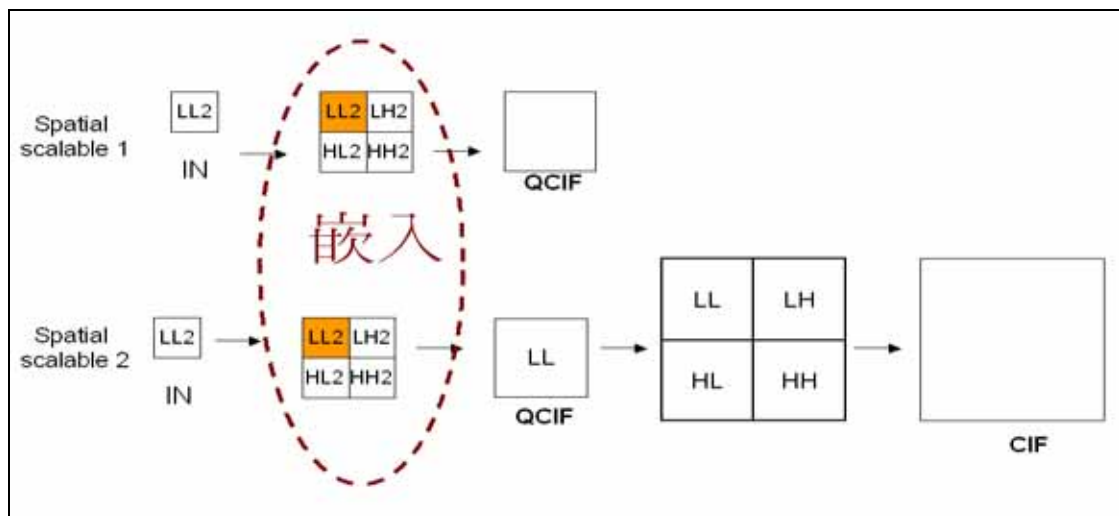 Spatial
scalable 1
LL2
IN
LL2 LH2
HL2 HH2
QCIF
嵌入
Spatial
scalable 2
LL2
IN
LL2 LH2
HL2 HH2
LL
QCIF
LL LH
HL HH
CIF